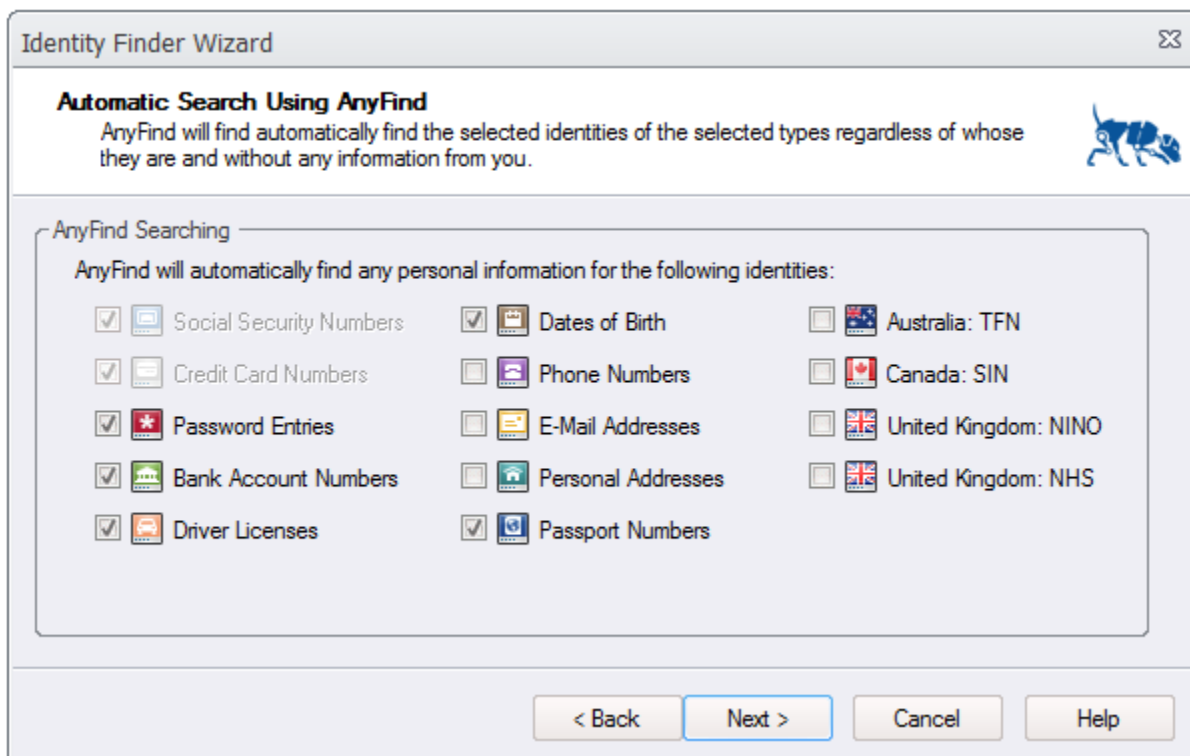 Identity Finder Wizard
Automatic Search Using AnyFind
AnyFind will find automatically find the selected identities of the selected types regardless of whose
they are and without any information from you.
AnyFind Searching
AnyFind will automatically find any personal information for the following identities:
Social Security Numbers
Credit Card Numbers
Password Entries
Bank Account Numbers
Driver Licenses
Dates of Birth
Phone Numbers
E-Mail Addresses
Personal Addresses
Passport Numbers
Australia: TFN
Canada: SIN
United Kingdom: NINO
United Kingdom: NHS
< Back
Next >
Cancel
Help